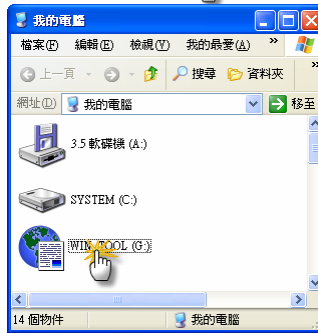 我的電腦
檔案(F) 編輯(E) 檢視(V) 我的最愛(A) »
上一頁 搜尋 資料夾 »
網址(D) 我的電腦 移至
3.5 軟碟機 (A:)
SYSTEM (C:)
WIN TOOL (G:)
14 個物件 我的電腦